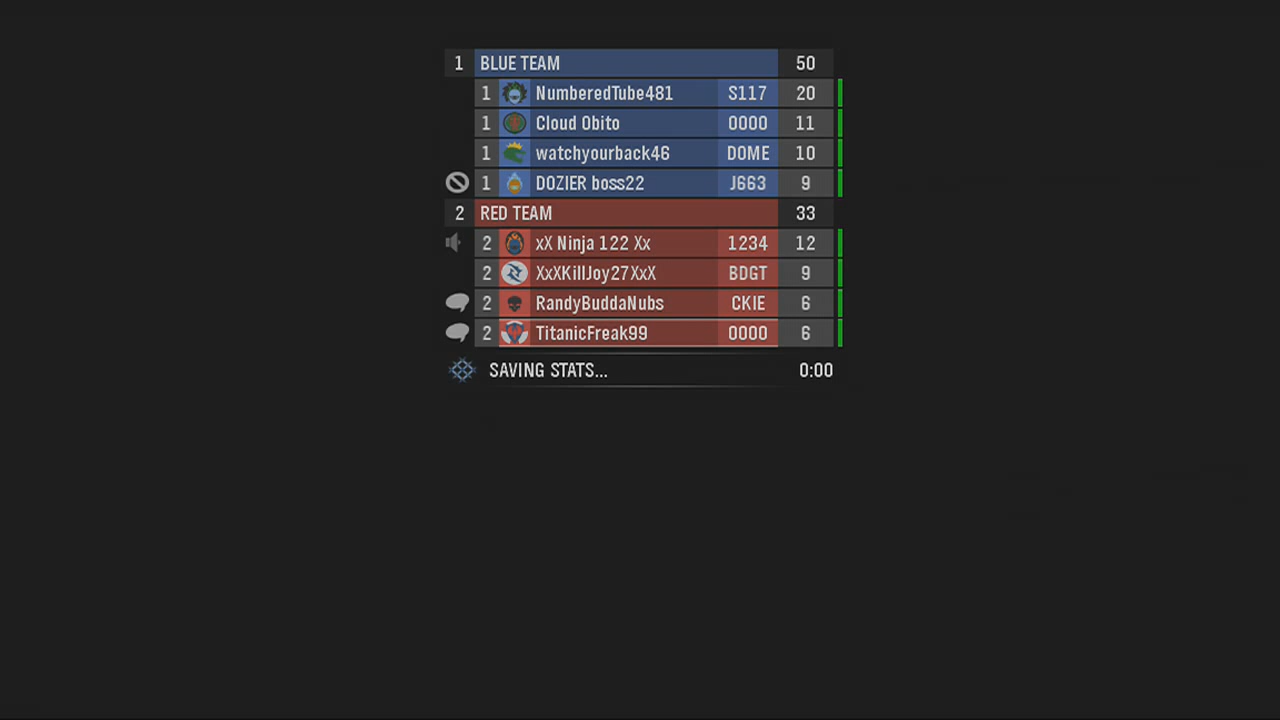 1 BLUE TEAM 50
1 NumberedTube481 S117 20
1 Cloud Obito 0000 11
1 watchyourback46 DOME 10
1 DOZIER boss22 J663 9
2 RED TEAM 33
2 xX Ninja 122 Xx 1234 12
2 XxXKillJoy27XxX BDGT 9
2 RandyBuddaNubs CKIE 6
2 TitanicFreak99 0000 6
SAVING STATS... 0:00